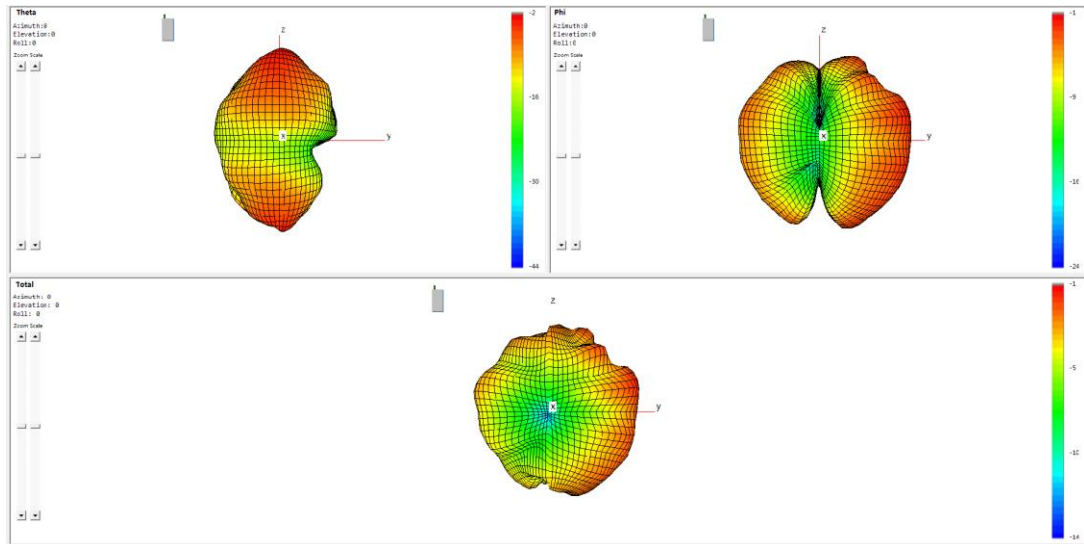 Theta
Azimuth:0
Elevation:0
Roll:0
Zoom Scale
z
x
y
-2
-16
-30
-44
Phi
Azimuth:0
Elevation:0
Roll:0
Zoom Scale
z
x
y
-1
-9
-16
-24
Total
Azimuth: 0
Elevation: 0
Roll: 0
Zoom Scale
z
x
y
-1
-5
-10
-14